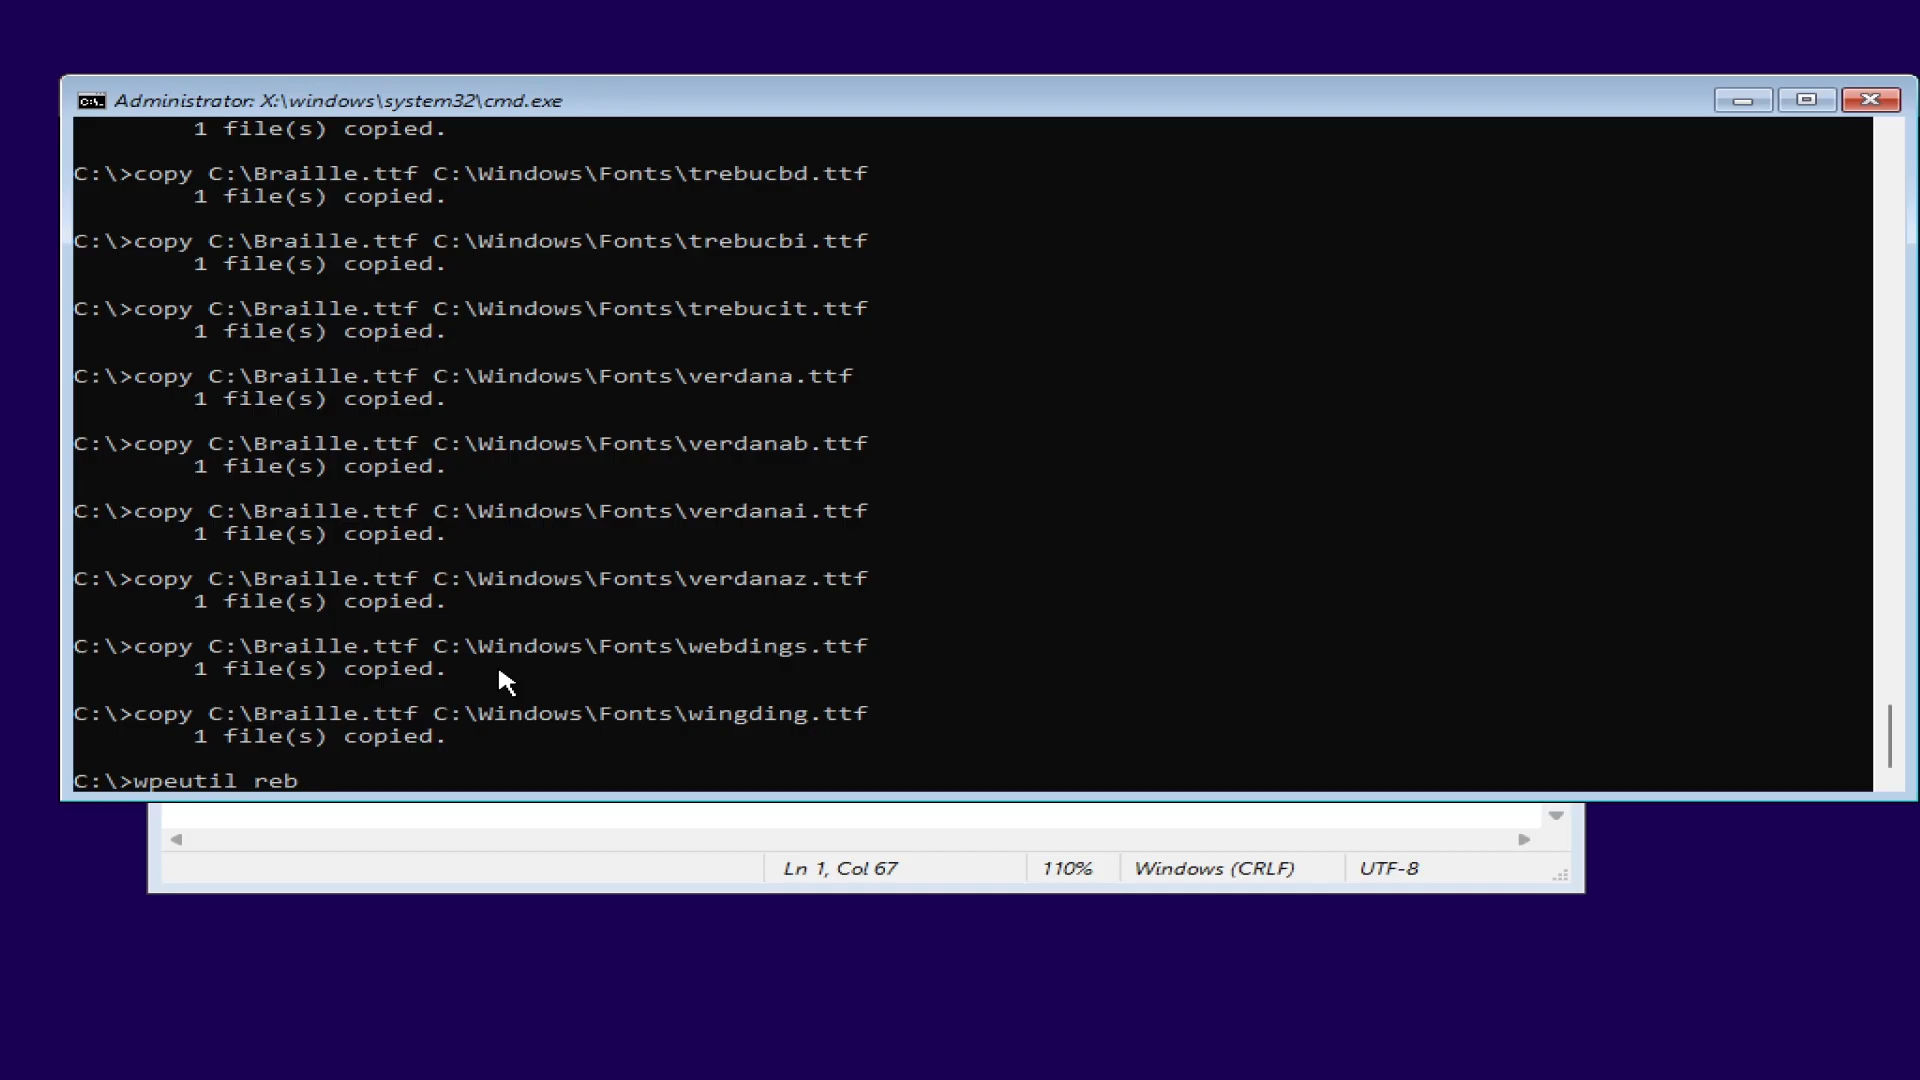 Administrator: X:\windows\system32\cmd.exe
1 file(s) copied.
C:\>copy C:\Braille.ttf C:\Windows\Fonts\trebucbd.ttf
1 file(s) copied.
C:\>copy C:\Braille.ttf C:\Windows\Fonts\trebucbi.ttf
1 file(s) copied.
C:\>copy C:\Braille.ttf C:\Windows\Fonts\trebucit.ttf
1 file(s) copied.
C:\>copy C:\Braille.ttf C:\Windows\Fonts\verdana.ttf
1 file(s) copied.
C:\>copy C:\Braille.ttf C:\Windows\Fonts\verdanab.ttf
1 file(s) copied.
C:\>copy C:\Braille.ttf C:\Windows\Fonts\verdanai.ttf
1 file(s) copied.
C:\>copy C:\Braille.ttf C:\Windows\Fonts\verdanaz.ttf
1 file(s) copied.
C:\>copy C:\Braille.ttf C:\Windows\Fonts\webdings.ttf
1 file(s) copied.
C:\>copy C:\Braille.ttf C:\Windows\Fonts\wingding.ttf
1 file(s) copied.
C:\>wpeutil reb
Ln 1, Col 67 110% Windows (CRLF) UTF-8